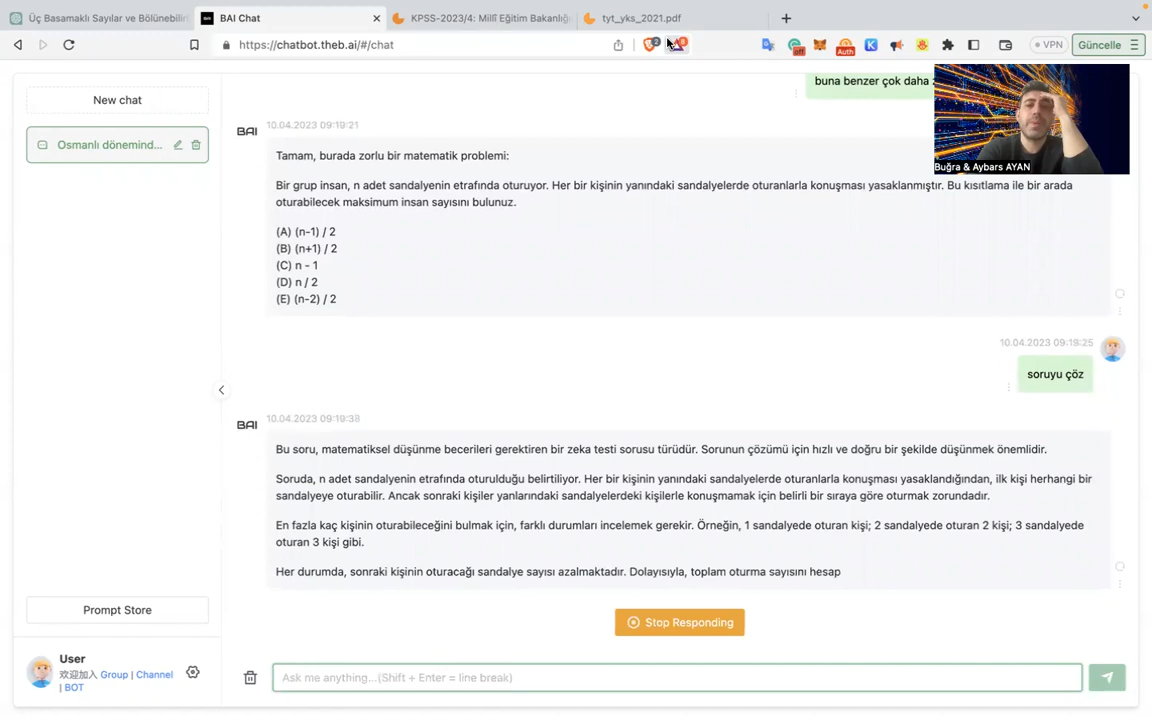 Üç Basamaklı Sayılar ve Bölünebilir
BAI Chat
KPSS-2023/4: Millî Eğitim Bakanlığı
tyt_yks_2021.pdf
https://chatbot.theb.ai/#/chat
VPN
Güncelle
New chat
Osmanlı dönemind...
buna benzer çok daha
Buğra & Aybars AYAN
BAI
10.04.2023 09:19:21
Tamam, burada zorlu bir matematik problemi:
Bir grup insan, n adet sandalyenin etrafında oturuyor. Her bir kişinin yanındaki sandalyelerde oturanlarla konuşması yasaklanmıştır. Bu kısıtlama ile bir arada
oturabilecek maksimum insan sayısını bulunuz.
(A) (n-1) / 2
(B) (n+1) / 2
(C) n - 1
(D) n / 2
(E) (n-2) / 2
10.04.2023 09:19:25
soruyu çöz
BAI
10.04.2023 09:19:38
Bu soru, matematiksel düşünme becerileri gerektiren bir zeka testi sorusu türüdür. Sorunun çözümü için hızlı ve doğru bir şekilde düşünmek önemlidir.
Soruda, n adet sandalyenin etrafında oturulduğu belirtiliyor. Her bir kişinin yanındaki sandalyelerde oturanlarla konuşması yasaklandığından, ilk kişi herhangi bir
sandalyeye oturabilir. Ancak sonraki kişiler yanlarındaki sandalyelerdeki kişilerle konuşmamak için belirli bir sıraya göre oturmak zorundadır.
En fazla kaç kişinin oturabileceğini bulmak için, farklı durumları incelemek gerekir. Örneğin, 1 sandalyede oturan kişi; 2 sandalyede oturan 2 kişi; 3 sandalyede
oturan 3 kişi gibi.
Her durumda, sonraki kişinin oturacağı sandalye sayısı azalmaktadır. Dolayısıyla, toplam oturma sayısını hesap
Stop Responding
Prompt Store
User
欢迎加入 Group | Channel
| BOT
Ask me anything...(Shift + Enter = line break)